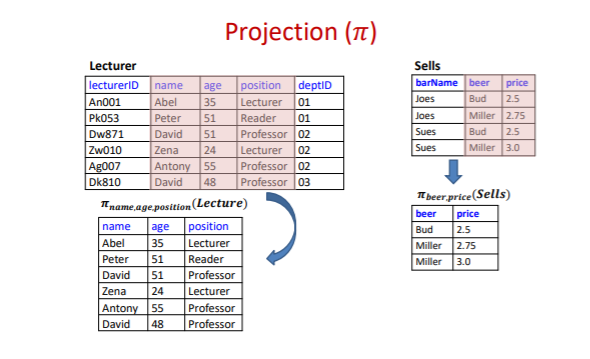 Projection (π)
Lecturer
lecturerID name age position deptID
An001 Abel 35 Lecturer 01
Pk053 Peter 51 Reader 01
Dw871 David 51 Professor 02
Zw010 Zena 24 Lecturer 02
Ag007 Antony 55 Professor 02
Dk810 David 48 Professor 03
π name,age,position (Lecture)
name age position
Abel 35 Lecturer
Peter 51 Reader
David 51 Professor
Zena 24 Lecturer
Antony 55 Professor
David 48 Professor
Sells
barName beer price
Joes Bud 2.5
Joes Miller 2.75
Sues Bud 2.5
Sues Miller 3.0
π beer,price (Sells)
beer price
Bud 2.5
Miller 2.75
Miller 3.0